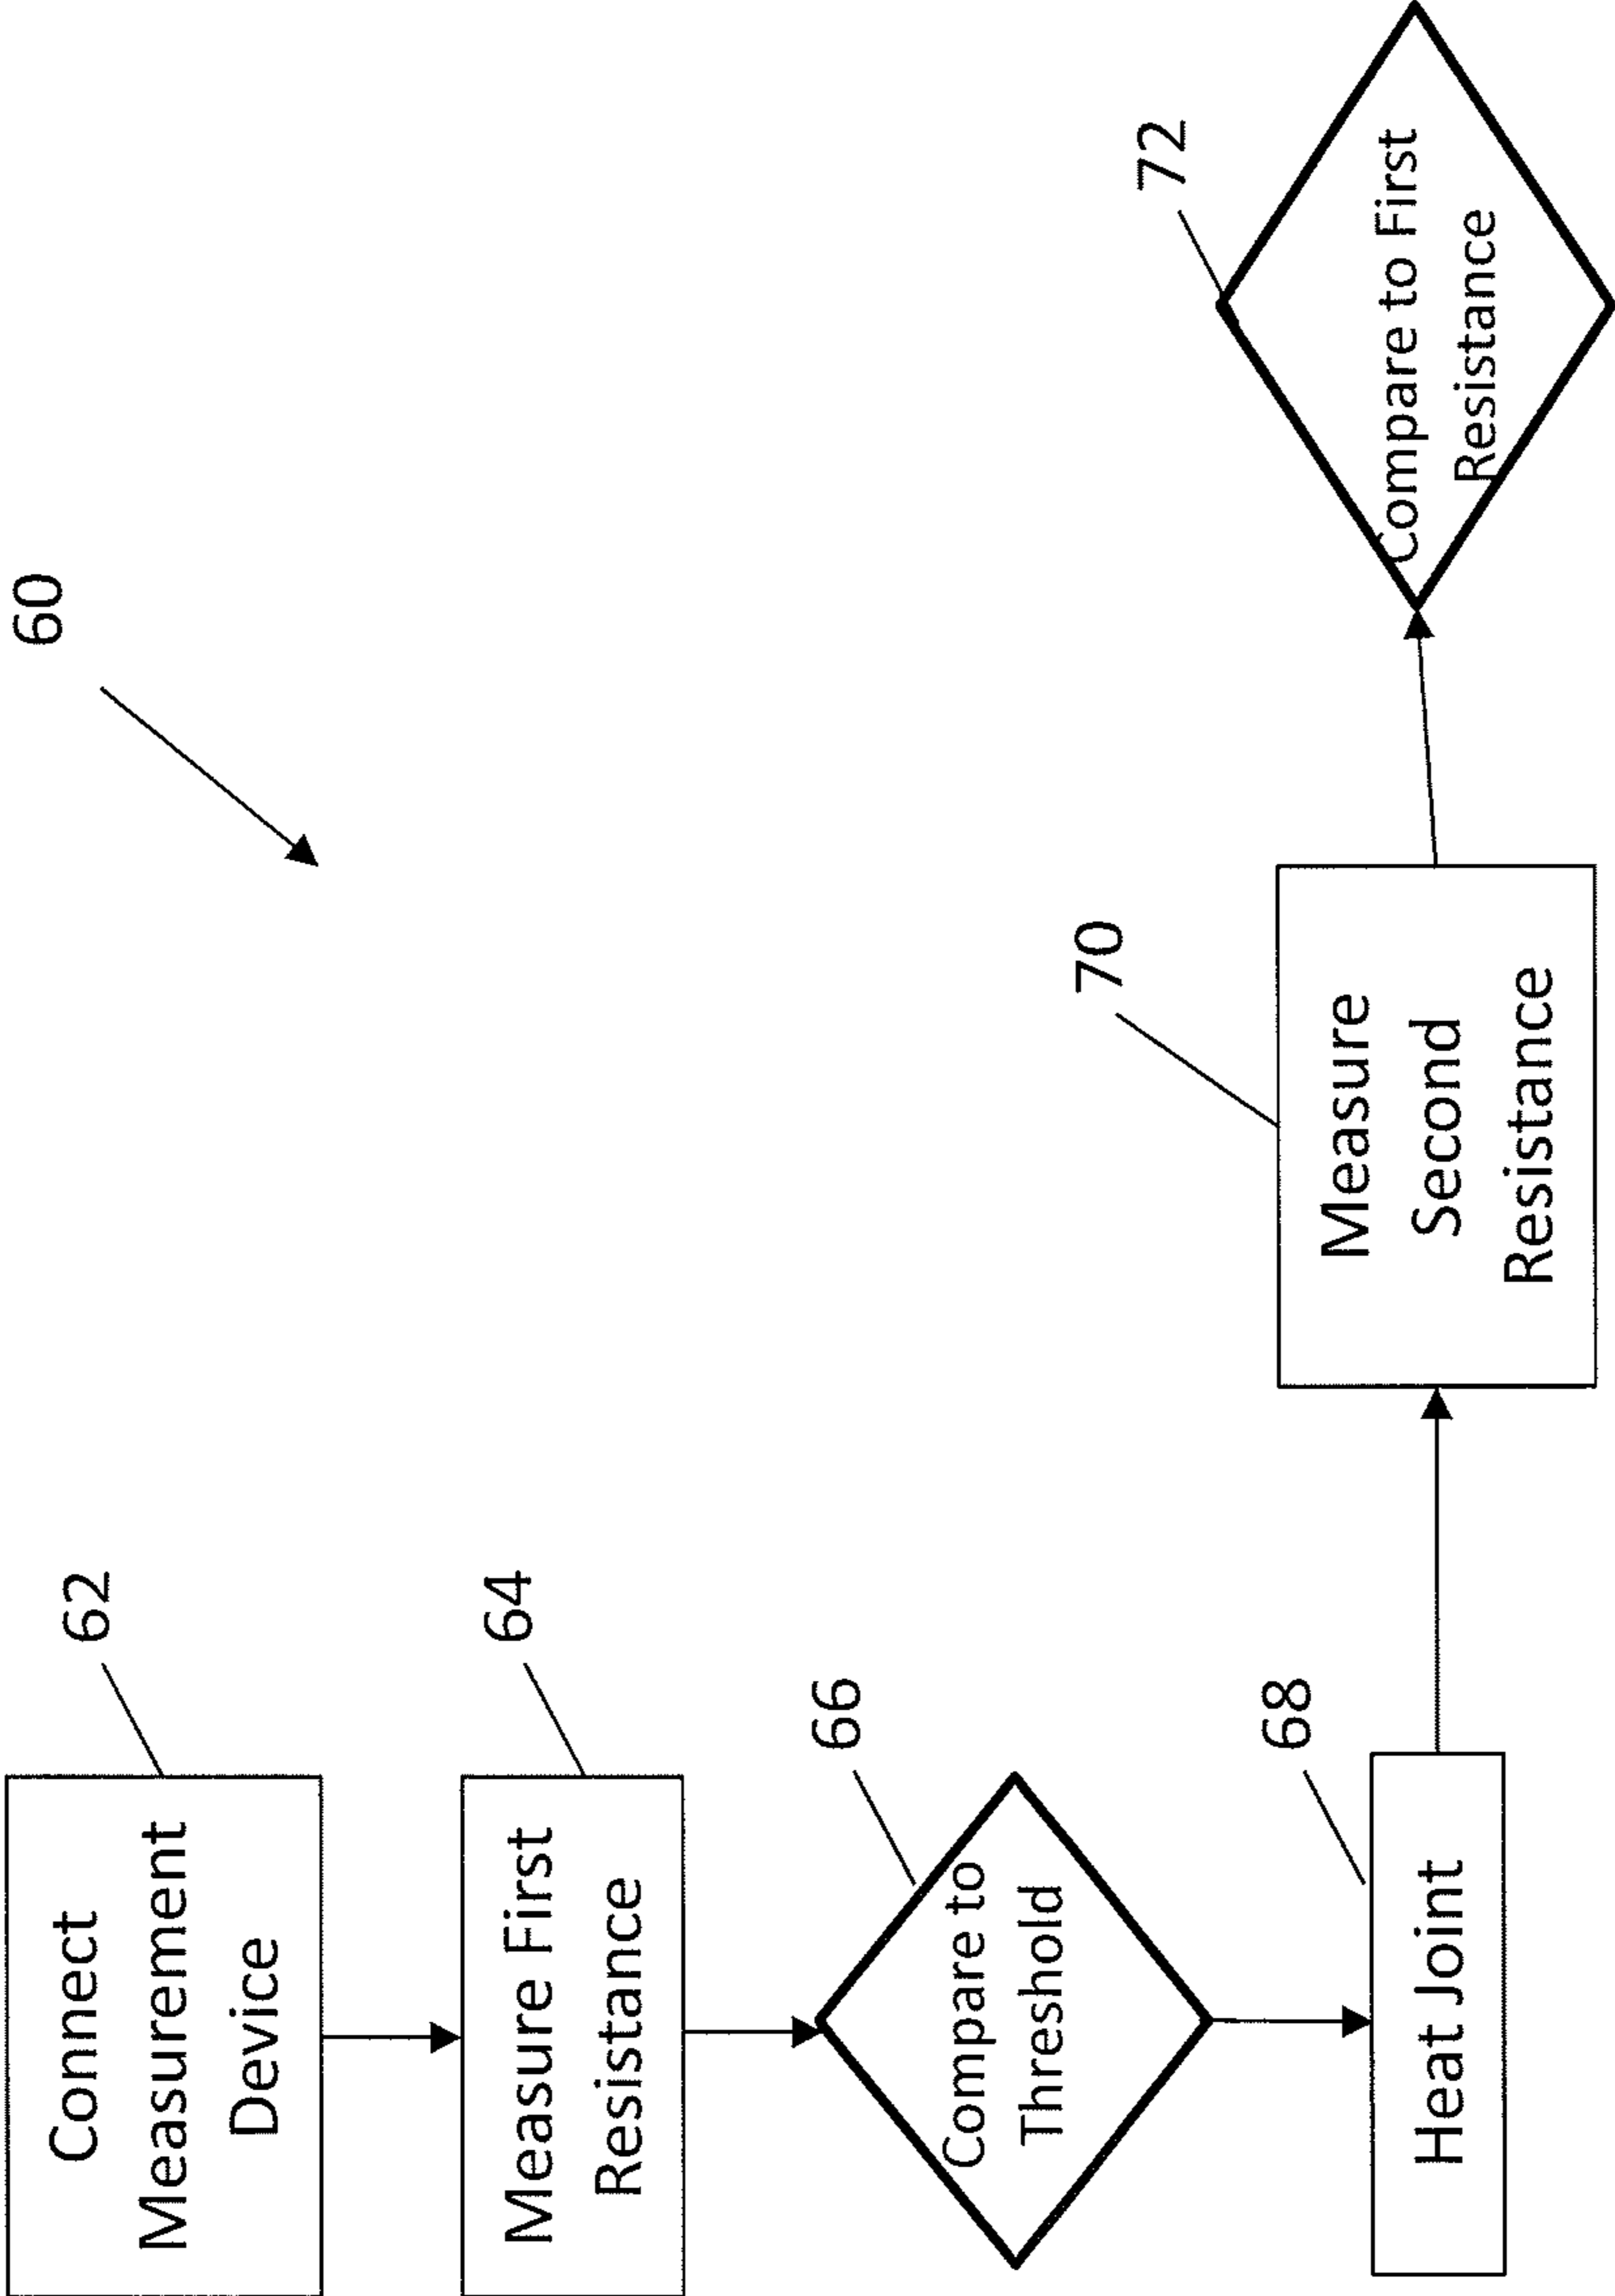 60
62
Connect
Measurement
Device
64
Measure First
Resistance
66
Compare to
Threshold
68
Heat Joint
70
Measure
Second
Resistance
72
Compare to First
Resistance